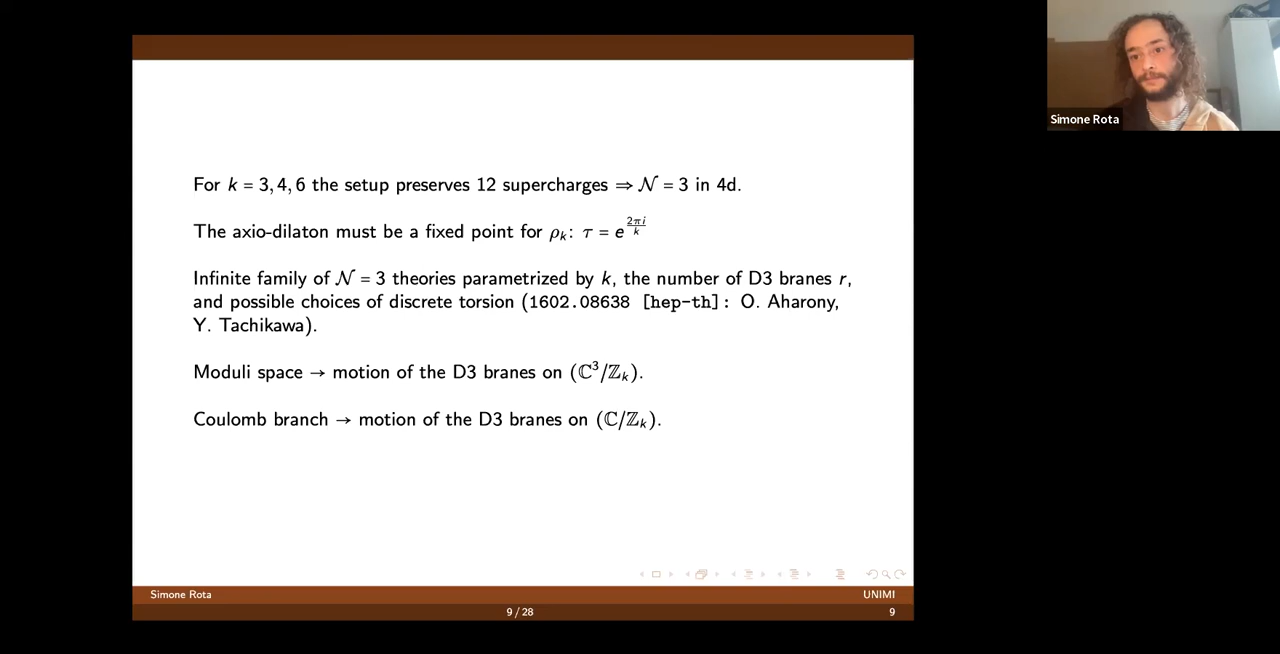 For k = 3, 4, 6 the setup preserves 12 supercharges ⇒ 𝒩 = 3 in 4d.
The axio-dilaton must be a fixed point for ρ_k: τ = e^{2πi/k}
Infinite family of 𝒩 = 3 theories parametrized by k, the number of D3 branes r,
and possible choices of discrete torsion (1602.08638 [hep-th]: O. Aharony,
Y. Tachikawa).
Moduli space → motion of the D3 branes on (ℂ³/ℤ_k).
Coulomb branch → motion of the D3 branes on (ℂ/ℤ_k).
Simone Rota UNIMI
9 / 28 9
Simone Rota